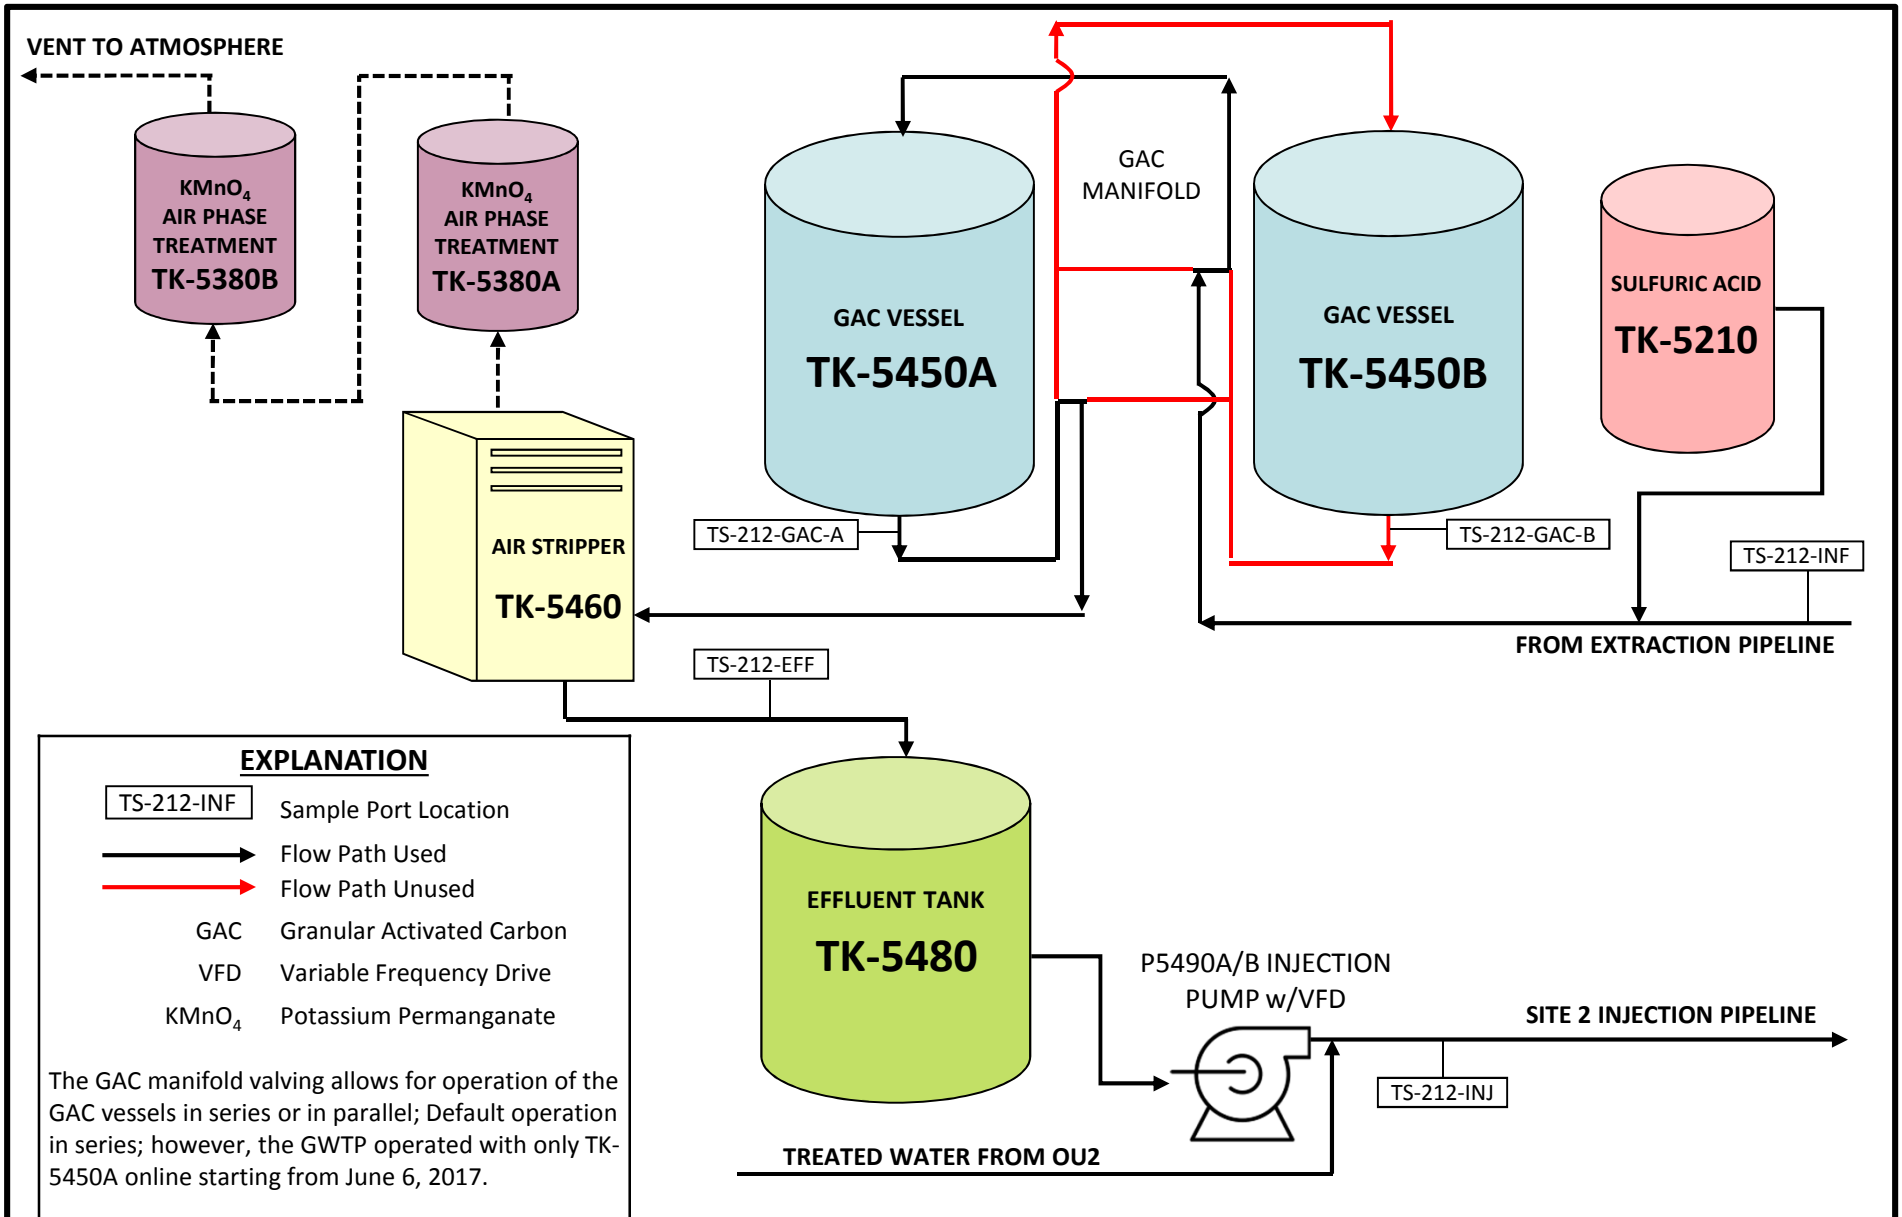 VENT TO ATMOSPHERE
KMnO₄
AIR PHASE
TREATMENT
TK-5380B
KMnO₄
AIR PHASE
TREATMENT
TK-5380A
GAC
MANIFOLD
GAC VESSEL
TK-5450A
GAC VESSEL
TK-5450B
SULFURIC ACID
TK-5210
TS-212-GAC-A
TS-212-GAC-B
TS-212-INF
FROM EXTRACTION PIPELINE
AIR STRIPPER
TK-5460
TS-212-EFF
EFFLUENT TANK
TK-5480
P5490A/B INJECTION
PUMP w/VFD
SITE 2 INJECTION PIPELINE
TS-212-INJ
TREATED WATER FROM OU2
EXPLANATION
TS-212-INF Sample Port Location
Flow Path Used
Flow Path Unused
GAC Granular Activated Carbon
VFD Variable Frequency Drive
KMnO₄ Potassium Permanganate
The GAC manifold valving allows for operation of the
GAC vessels in series or in parallel; Default operation
in series; however, the GWTP operated with only TK-
5450A online starting from June 6, 2017.